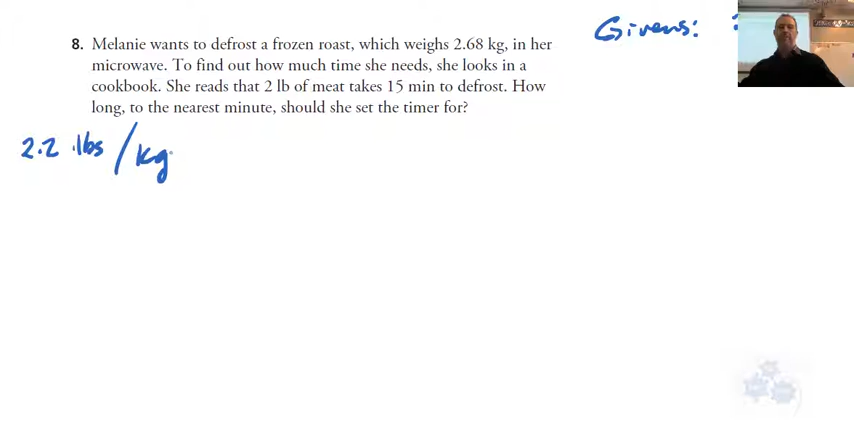 Givens:
8. Melanie wants to defrost a frozen roast, which weighs 2.68 kg, in her
microwave. To find out how much time she needs, she looks in a
cookbook. She reads that 2 lb of meat takes 15 min to defrost. How
long, to the nearest minute, should she set the timer for?
2.2 lbs / kg